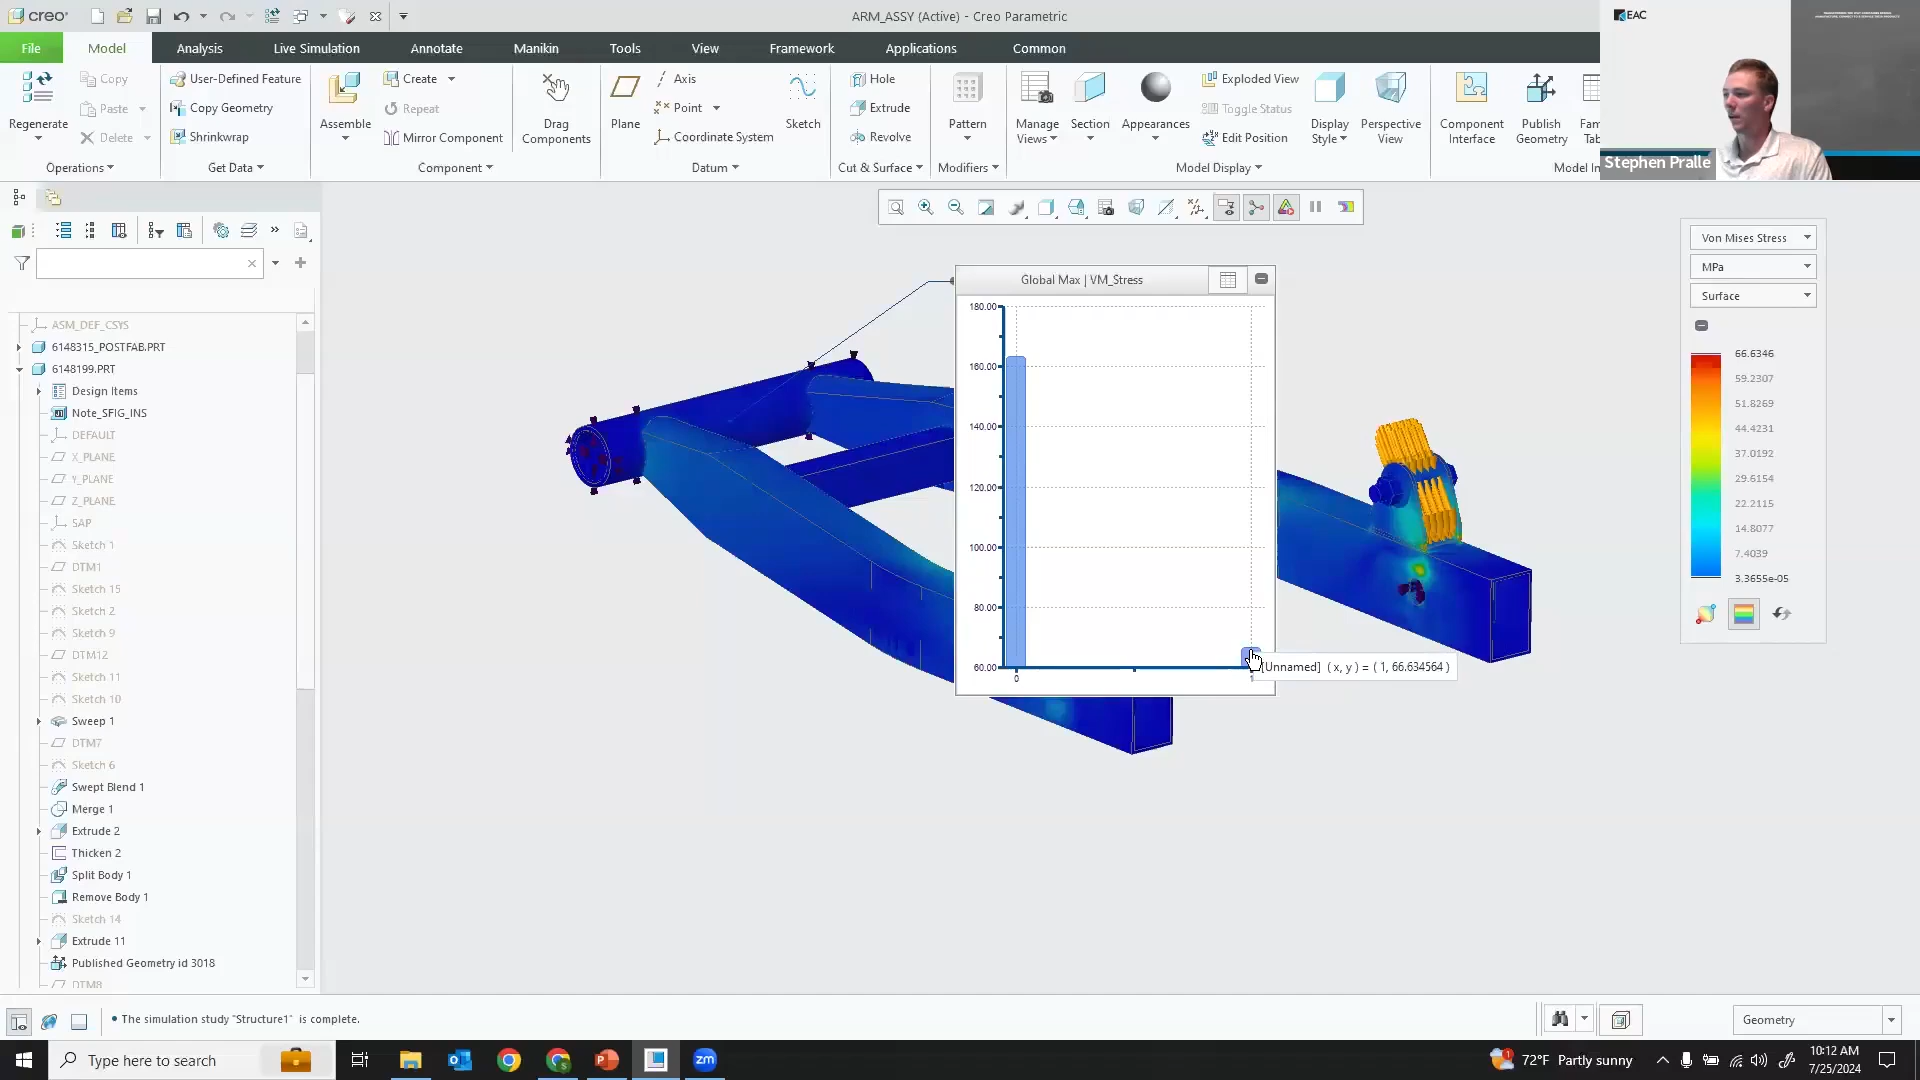 creo
ARM_ASSY (Active) - Creo Parametric
EAC
File
Model
Analysis
Live Simulation
Annotate
Manikin
Tools
View
Framework
Applications
Common
Regenerate
Copy
Paste
Delete
User-Defined Feature
Copy Geometry
Shrinkwrap
Assemble
Create
Repeat
Mirror Component
Drag
Components
Plane
Axis
Point
Coordinate System
Sketch
Hole
Extrude
Revolve
Pattern
Manage
Views
Section
Appearances
Exploded View
Toggle Status
Edit Position
Display
Style
Perspective
View
Component
Interface
Publish
Geometry
Fam
Tab
Stephen Pralle
Operations
Get Data
Component
Datum
Cut & Surface
Modifiers
Model Display
Model In
ASM_DEF_CSYS
6148315_POSTFAB.PRT
6148199.PRT
Design Items
Note_SFIG_INS
DEFAULT
X_PLANE
Y_PLANE
Z_PLANE
SAP
Sketch 1
DTM1
Sketch 15
Sketch 2
Sketch 9
DTM12
Sketch 11
Sketch 10
Sweep 1
DTM7
Sketch 6
Swept Blend 1
Merge 1
Extrude 2
Thicken 2
Split Body 1
Remove Body 1
Sketch 14
Extrude 11
Published Geometry id 3018
DTM8
Global Max | VM_Stress
180.00
160.00
140.00
120.00
100.00
80.00
60.00
0
1
[Unnamed] ( x, y ) = ( 1, 66.634564 )
Von Mises Stress
MPa
Surface
66.6346
59.2307
51.8269
44.4231
37.0192
29.6154
22.2115
14.8077
7.4039
3.3655e-05
• The simulation study "Structure1" is complete.
Geometry
Type here to search
zm
72°F Partly sunny
10:12 AM
7/25/2024